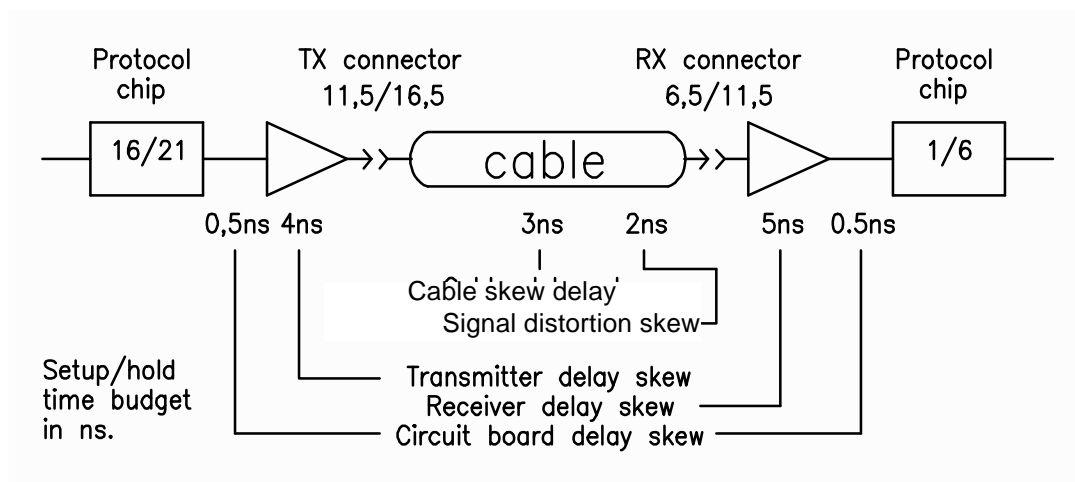 Protocol chip
TX connector
11,5/16,5
RX connector
6,5/11,5
Protocol chip
16/21
cable
1/6
0,5ns 4ns 3ns 2ns 5ns 0.5ns
Cable skew delay
Signal distortion skew
Setup/hold
time budget
in ns.
Transmitter delay skew
Receiver delay skew
Circuit board delay skew